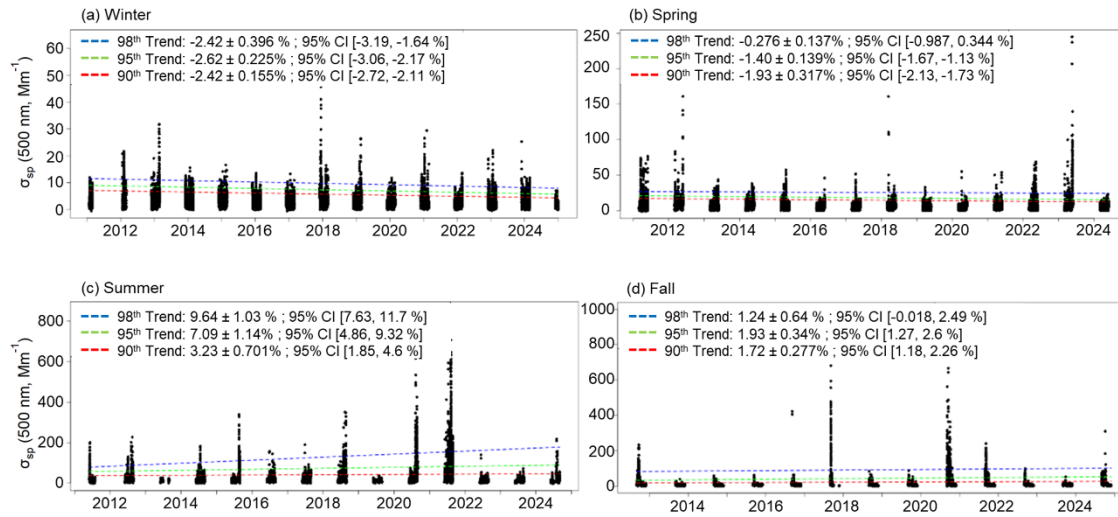 (a) Winter
98th Trend: -2.42 ± 0.396 % ; 95% CI [-3.19, -1.64 %]
95th Trend: -2.62 ± 0.225% ; 95% CI [-3.06, -2.17 %]
90th Trend: -2.42 ± 0.155% ; 95% CI [-2.72, -2.11 %]
σsp (500 nm, Mm-1)
60
50
40
30
20
10
0
2012 2014 2016 2018 2020 2022 2024
(b) Spring
98th Trend: -0.276 ± 0.137% ; 95% CI [-0.987, 0.344 %]
95th Trend: -1.40 ± 0.139% ; 95% CI [-1.67, -1.13 %]
90th Trend: -1.93 ± 0.317% ; 95% CI [-2.13, -1.73 %]
250
200
150
100
50
0
2012 2014 2016 2018 2020 2022 2024
(c) Summer
98th Trend: 9.64 ± 1.03 % ; 95% CI [7.63, 11.7 %]
95th Trend: 7.09 ± 1.14% ; 95% CI [4.86, 9.32 %]
90th Trend: 3.23 ± 0.701% ; 95% CI [1.85, 4.6 %]
σsp (500 nm, Mm-1)
800
600
400
200
0
2012 2014 2016 2018 2020 2022 2024
(d) Fall
98th Trend: 1.24 ± 0.64 % ; 95% CI [-0.018, 2.49 %]
95th Trend: 1.93 ± 0.34% ; 95% CI [1.27, 2.6 %]
90th Trend: 1.72 ± 0.277% ; 95% CI [1.18, 2.26 %]
1000
800
600
400
200
0
2014 2016 2018 2020 2022 2024